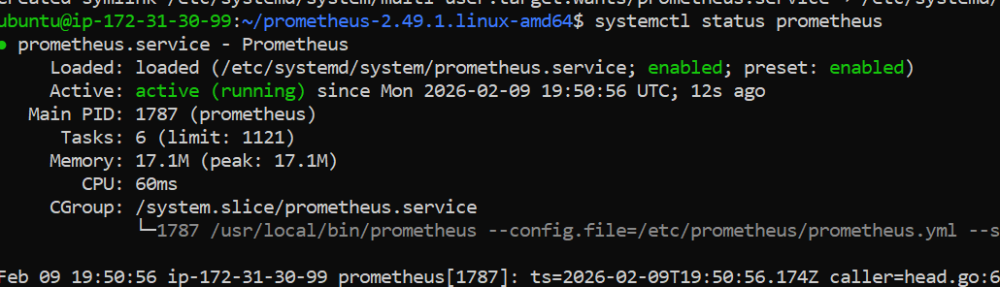 ubuntu@ip-172-31-30-99:~/prometheus-2.49.1.linux-amd64$ systemctl status prometheus
● prometheus.service - Prometheus
Loaded: loaded (/etc/systemd/system/prometheus.service; enabled; preset: enabled)
Active: active (running) since Mon 2026-02-09 19:50:56 UTC; 12s ago
Main PID: 1787 (prometheus)
Tasks: 6 (limit: 1121)
Memory: 17.1M (peak: 17.1M)
CPU: 60ms
CGroup: /system.slice/prometheus.service
└─1787 /usr/local/bin/prometheus --config.file=/etc/prometheus/prometheus.yml --s
Feb 09 19:50:56 ip-172-31-30-99 prometheus[1787]: ts=2026-02-09T19:50:56.174Z caller=head.go:6